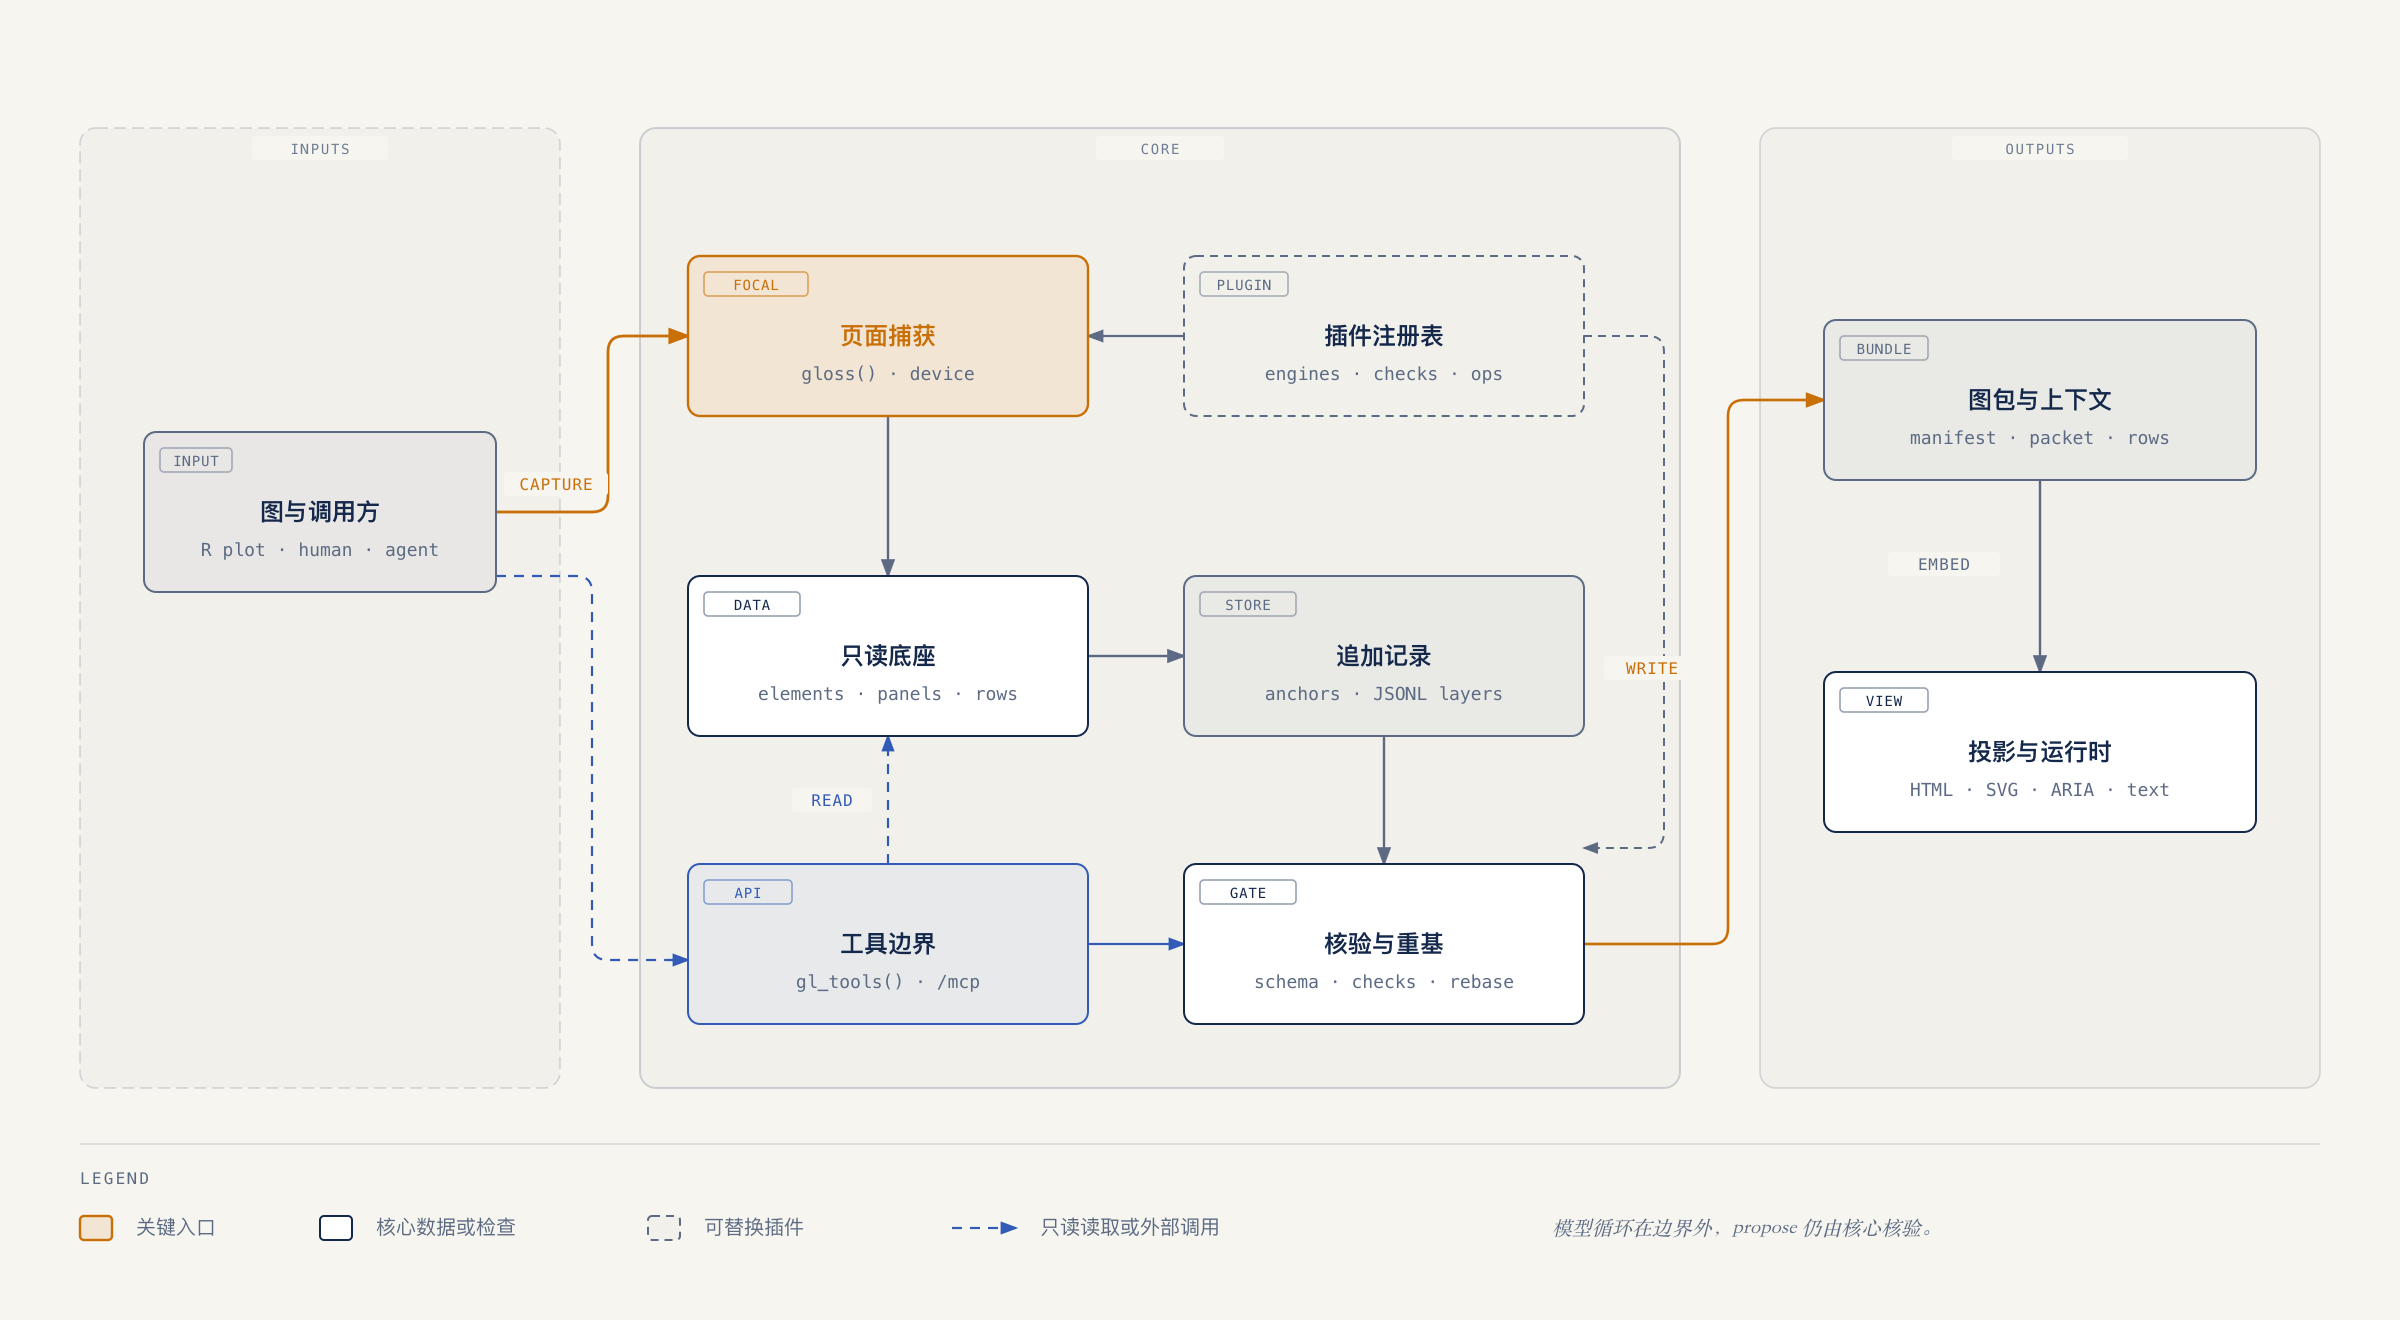 INPUTS
CORE
OUTPUTS
FOCAL
页面捕获
gloss() · device
PLUGIN
插件注册表
engines · checks · ops
BUNDLE
图包与上下文
manifest · packet · rows
INPUT
图与调用方
R plot · human · agent
CAPTURE
EMBED
DATA
只读底座
elements · panels · rows
STORE
追加记录
anchors · JSONL layers
WRITE
VIEW
投影与运行时
HTML · SVG · ARIA · text
READ
API
工具边界
gl_tools() · /mcp
GATE
核验与重基
schema · checks · rebase
LEGEND
关键入口
核心数据或检查
可替换插件
只读读取或外部调用
模型循环在边界外，propose 仍由核心核验。